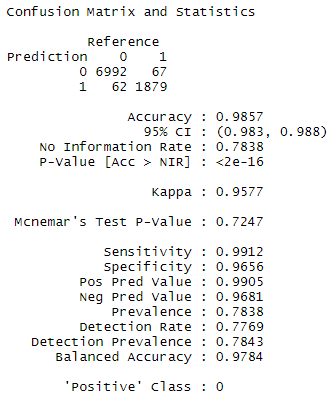 Confusion Matrix and Statistics
Reference
Prediction 0 1
0 6992 67
1 62 1879
Accuracy : 0.9857
95% CI : (0.983, 0.988)
No Information Rate : 0.7838
P-Value [Acc > NIR] : <2e-16
Kappa : 0.9577
Mcnemar's Test P-Value : 0.7247
Sensitivity : 0.9912
Specificity : 0.9656
Pos Pred Value : 0.9905
Neg Pred Value : 0.9681
Prevalence : 0.7838
Detection Rate : 0.7769
Detection Prevalence : 0.7843
Balanced Accuracy : 0.9784
'Positive' Class : 0